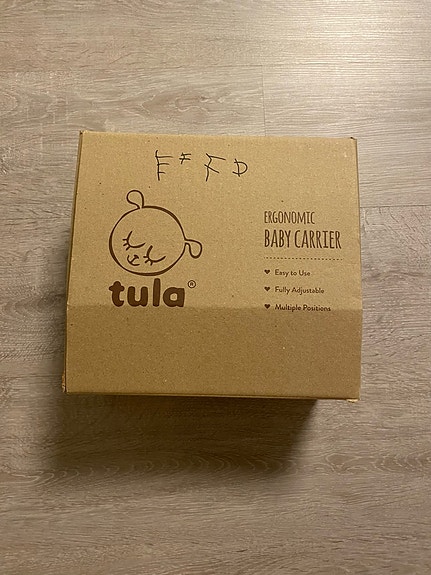 tula®
ERGONOMIC
BABY CARRIER
♥ Easy to Use
♥ Fully Adjustable
♥ Multiple Positions